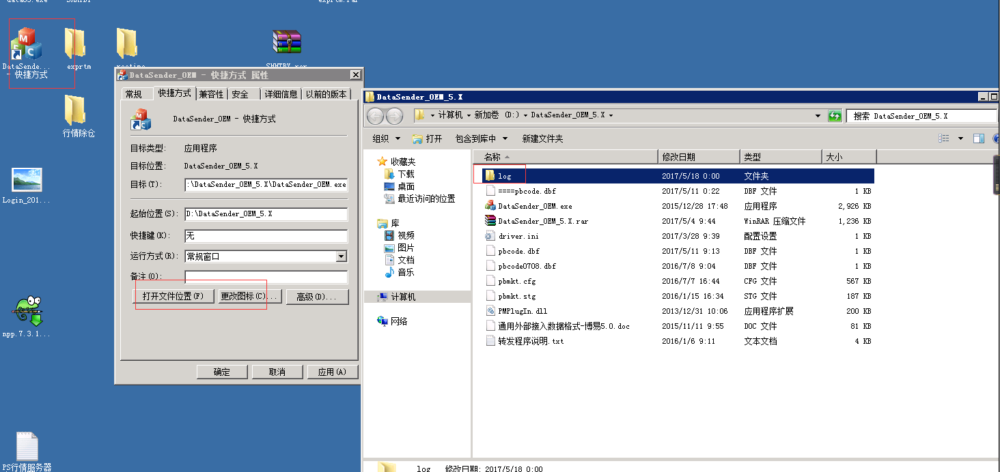 exprtm.rar
DataSende...
- 快捷方式
exprtm
行情除仓
Login_201...
npp.7.3.1...
PS行情服务器
DataSender_OEM - 快捷方式 属性
常规
快捷方式
兼容性
安全
详细信息
以前的版本
DataSender_OEM - 快捷方式
目标类型: 应用程序
目标位置: DataSender_OEM_5.X
目标(T): :\DataSender_OEM_5.X\DataSender_OEM.exe
起始位置(S): D:\DataSender_OEM_5.X
快捷键(K): 无
运行方式(R): 常规窗口
备注(O):
打开文件位置(F) 更改图标(C)... 高级(D)...
确定 取消 应用(A)
DataSender_OEM_5.X
计算机 新加卷 (D:) DataSender_OEM_5.X
搜索 DataSender_OEM_5.X
组织 打开 包含到库中 新建文件夹
收藏夹
下载
桌面
最近访问的位置
库
视频
图片
文档
音乐
计算机
网络
名称 修改日期 类型 大小
log 2017/5/18 0:00 文件夹
====pbcode.dbf 2017/5/11 0:22 DBF 文件 1 KB
DataSender_OEM.exe 2015/12/28 17:48 应用程序 2,926 KB
DataSender_OEM_5.X.rar 2017/5/4 9:44 WinRAR 压缩文件 1,236 KB
driver.ini 2017/3/28 9:39 配置设置 1 KB
pbcode.dbf 2017/5/11 9:13 DBF 文件 1 KB
pbcode0708.dbf 2016/7/8 9:04 DBF 文件 1 KB
pbmkt.cfg 2016/7/7 16:44 CFG 文件 567 KB
pbmkt.stg 2016/1/15 16:34 STG 文件 187 KB
PMPlugIn.dll 2013/12/31 10:06 应用程序扩展 200 KB
通用外部接入数据格式-博易5.0.doc 2015/11/11 9:55 DOC 文件 81 KB
转发程序说明.txt 2016/1/6 9:11 文本文档 4 KB
log 修改日期: 2017/5/18 0:00